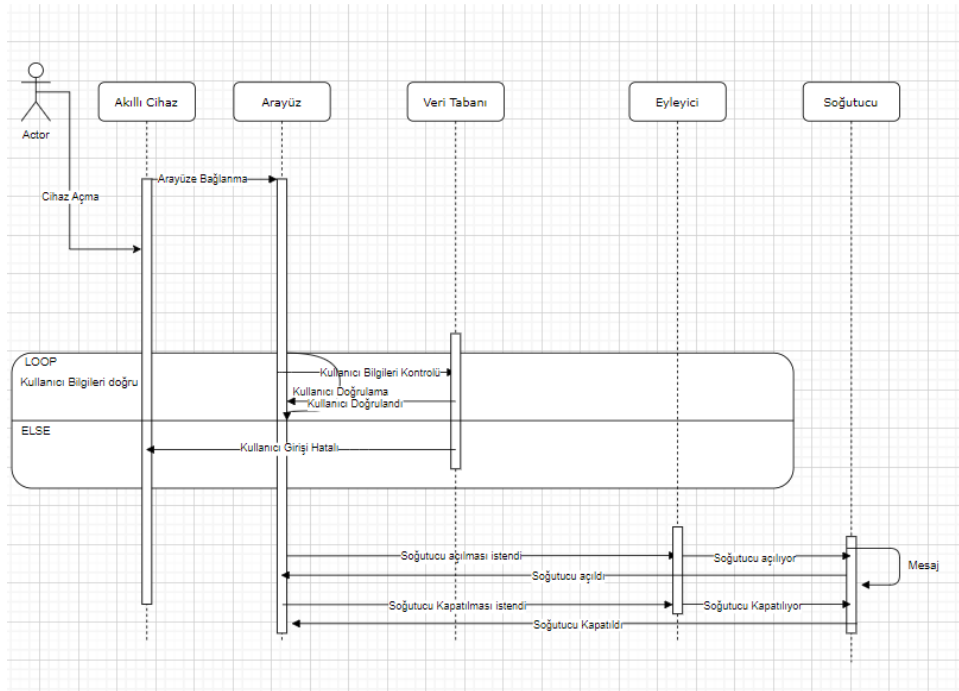 Akıllı Cihaz
Arayüz
Veri Tabanı
Eyleyici
Soğutucu
Actor
Arayüze Bağlanma
Cihaz Açma
LOOP
Kullanıcı Bilgileri doğru
Kullanıcı Bilgileri Kontrolü
Kullanıcı Doğrulama
Kullanıcı Doğrulandı
ELSE
Kullanıcı Girişi Hatalı
Soğutucu açılması istendi
Soğutucu açılıyor
Mesaj
Soğutucu açıldı
Soğutucu Kapatılması istendi
Soğutucu Kapatılıyor
Soğutucu Kapatıldı